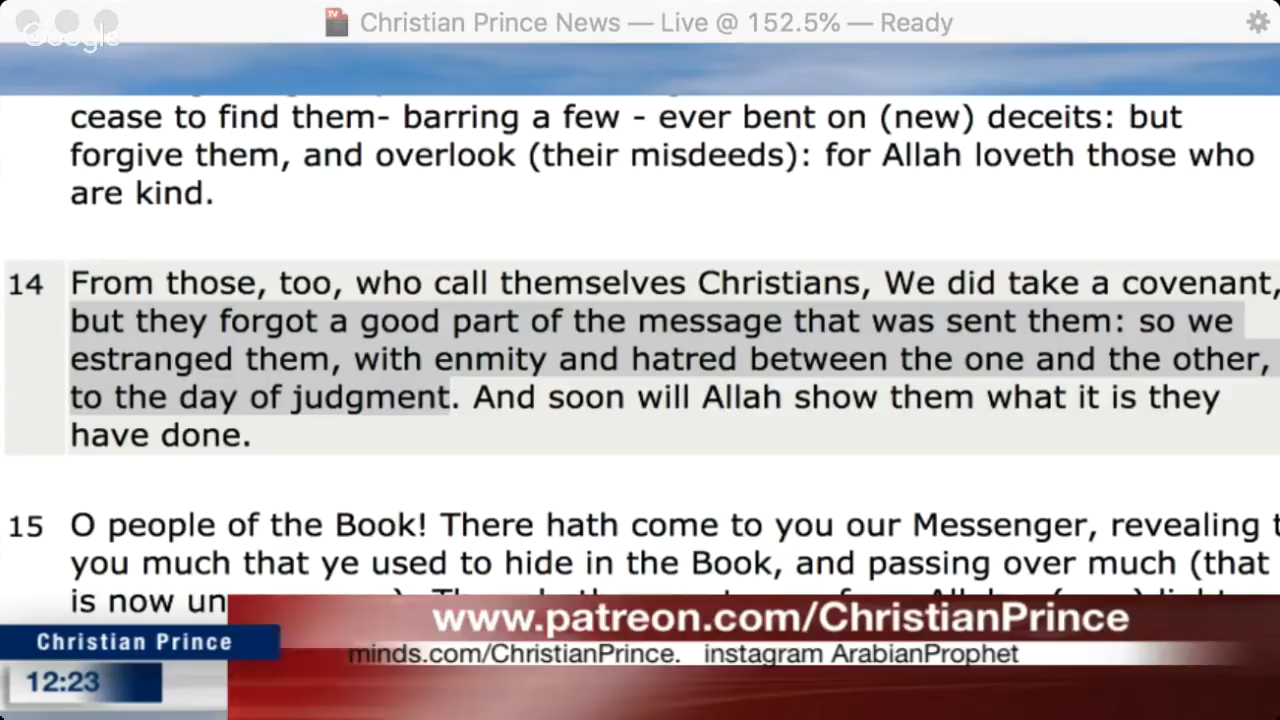 Christian Prince News — Live @ 152.5% — Ready
TV
Google
cease to find them- barring a few - ever bent on (new) deceits: but
forgive them, and overlook (their misdeeds): for Allah loveth those who
are kind.
14 From those, too, who call themselves Christians, We did take a covenant,
but they forgot a good part of the message that was sent them: so we
estranged them, with enmity and hatred between the one and the other,
to the day of judgment. And soon will Allah show them what it is they
have done.
15 O people of the Book! There hath come to you our Messenger, revealing
you much that ye used to hide in the Book, and passing over much (that
is now
www.patreon.com/ChristianPrince
Christian Prince
minds.com/ChristianPrince. instagram ArabianProphet
12:23